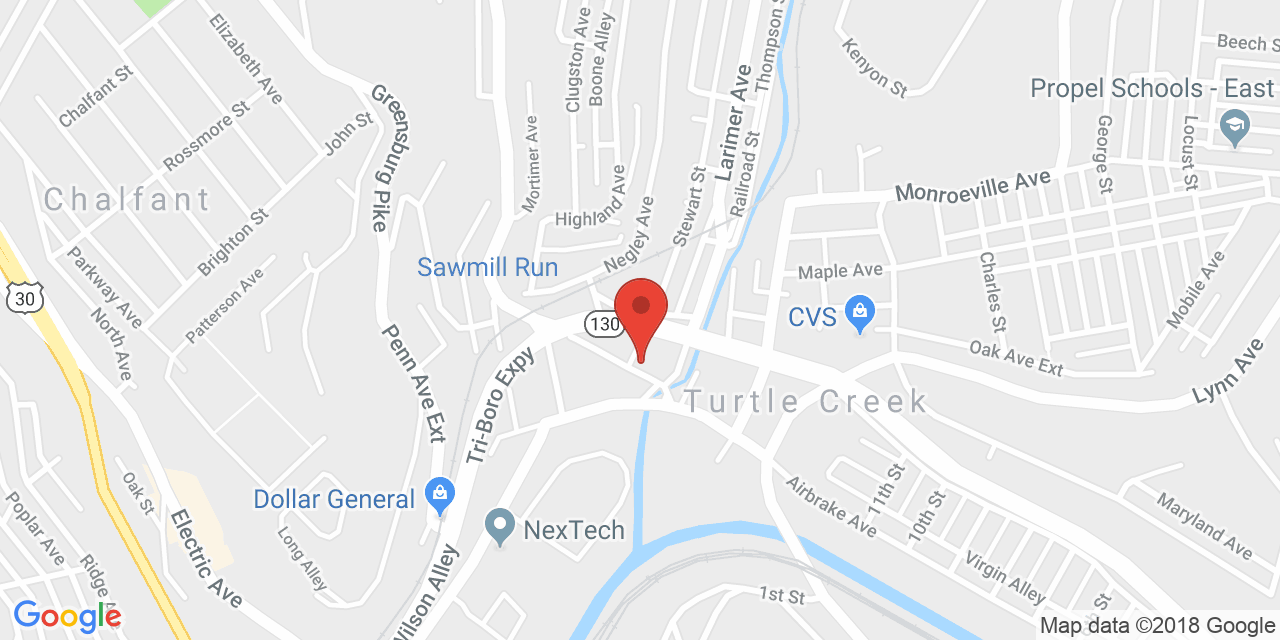 Elizabeth Ave
Clugston Ave
Boone Alley
Larimer Ave
Thompson S
Kenyon St
Beech S
Propel Schools - East
Chalfant St
Greensburg Pike
Rossmore St
John St
Mortimer Ave
Railroad St
George St
Locust St
Chalfant
Monroeville Ave
Highland Ave
Negley Ave
Stewart St
Brighton St
Sawmill Run
Maple Ave
Charles St
Mobile Ave
Parkway Ave
North Ave
Patterson Ave
30
130
CVS
Oak Ave Ext
Lynn Ave
Penn Ave Ext
Tri-Boro Expy
Turtle Creek
Oak St
Dollar General
NexTech
Airbrake Ave
11th St
10th St
Maryland Ave
Poplar Ave
Electric Ave
Long Alley
Ridge
Wilson Alley
Virgin Alley
1st St
St
Google
Map data ©2018 Google